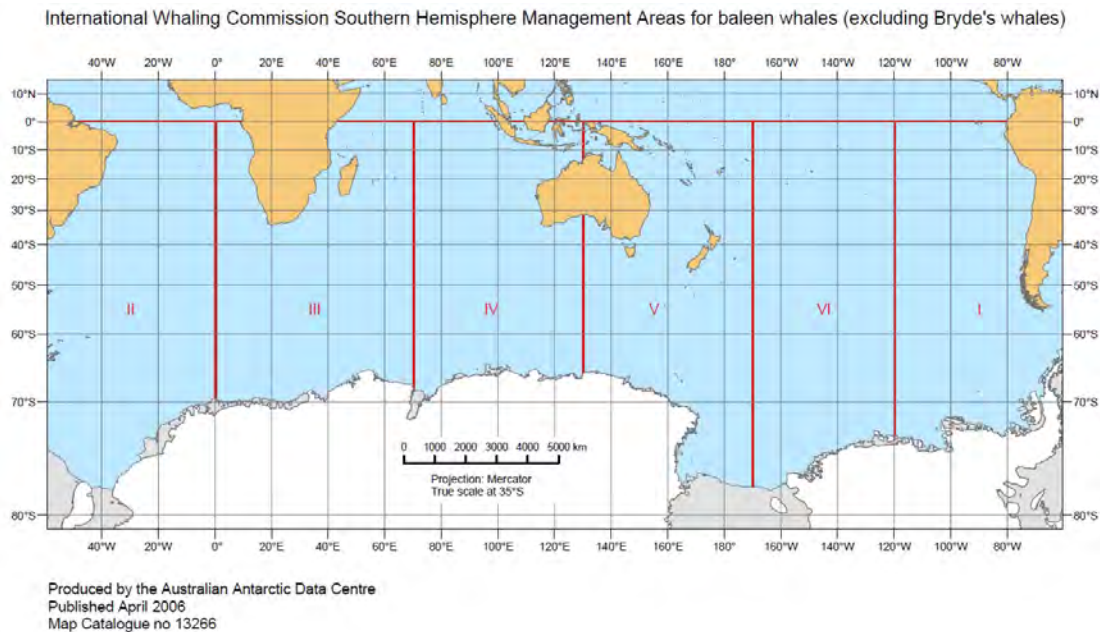 International Whaling Commission Southern Hemisphere Management Areas for baleen whales (excluding Bryde's whales)
40°W 20°W 0° 20°E 40°E 60°E 80°E 100°E 120°E 140°E 160°E 180° 160°W 140°W 120°W 100°W 80°W
10°N 10°N
0° 0°
10°S 10°S
20°S 20°S
30°S 30°S
40°S 40°S
50°S 50°S
II III IV V VI I
60°S 60°S
70°S 70°S
0 1000 2000 3000 4000 5000 km
Projection: Mercator
True scale at 35°S
80°S 80°S
40°W 20°W 0° 20°E 40°E 60°E 80°E 100°E 120°E 140°E 160°E 180° 160°W 140°W 120°W 100°W 80°W
Produced by the Australian Antarctic Data Centre
Published April 2006
Map Catalogue no 13266